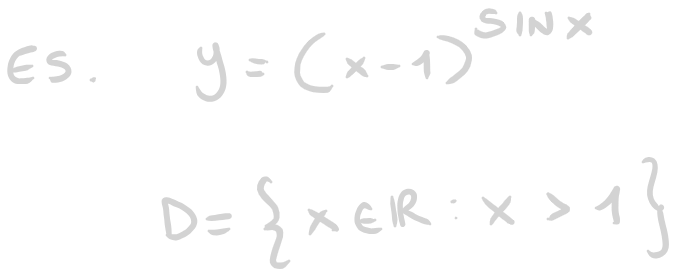 ES. y = (x-1)^SIN x
D = {x ∈ ℝ : x > 1}